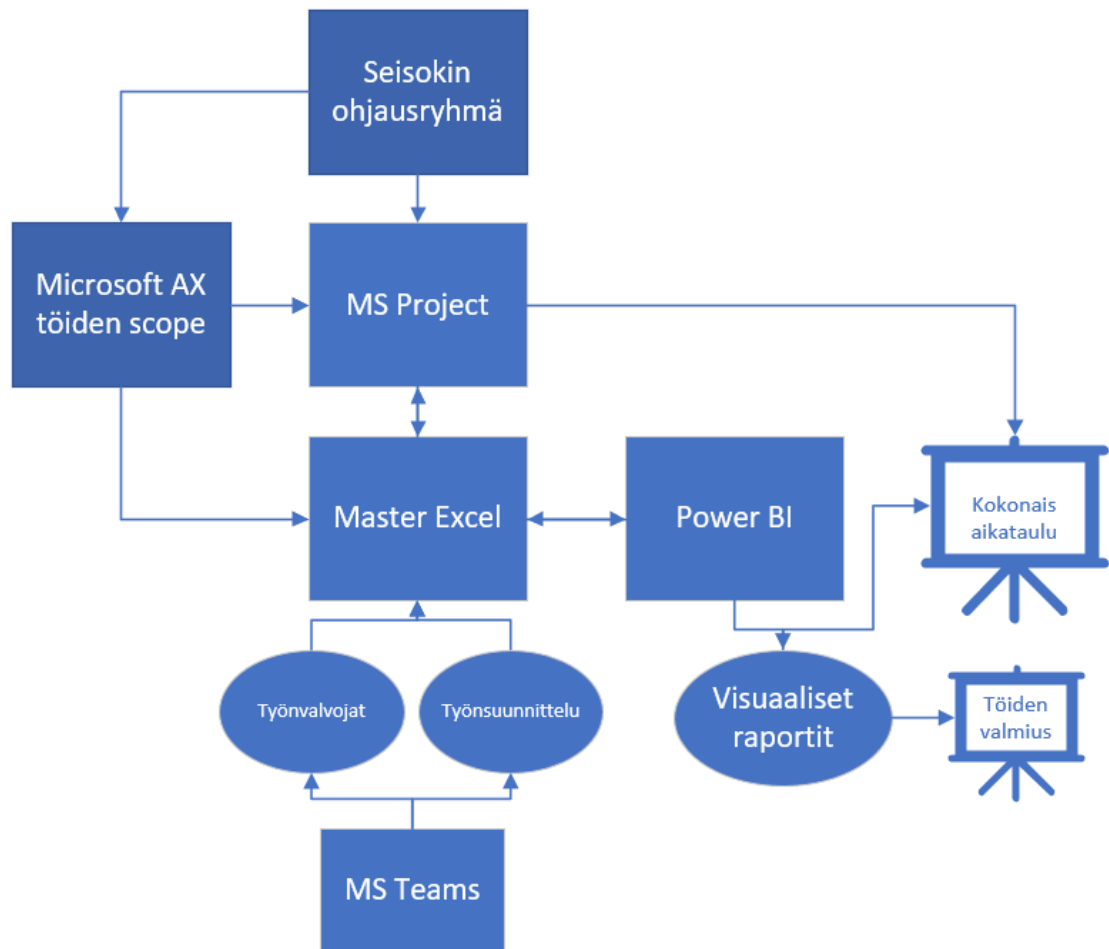 Seisokin
ohjausryhmä
Microsoft AX
töiden scope
MS Project
Master Excel
Power BI
Kokonais
aikataulu
Työnvalvojat
Työnsuunnittelu
Visuaaliset
raportit
Töiden
valmius
MS Teams